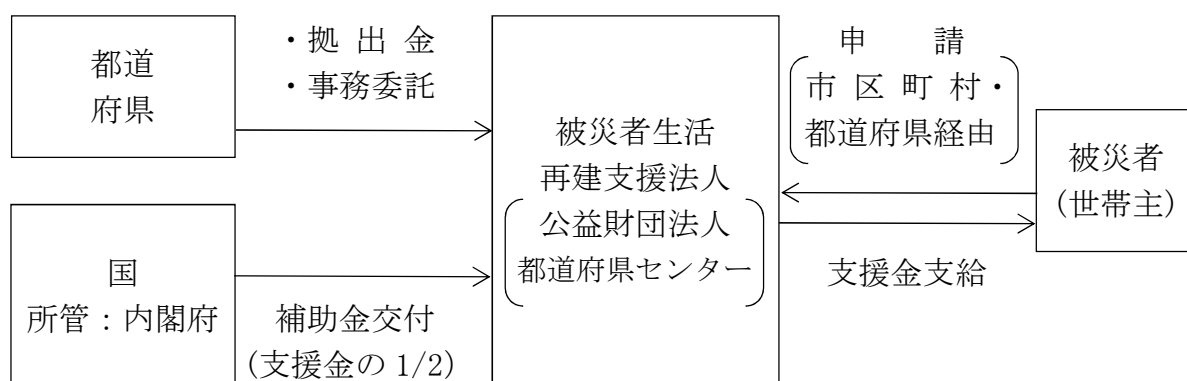 都道
府県
・拠 出 金
・事務委託
国
所管：内閣府
補助金交付
(支援金の 1/2)
被災者生活
再建支援法人
公益財団法人
都道府県センター
申　　請
市 区 町 村・
都道府県経由
支援金支給
被災者
(世帯主)